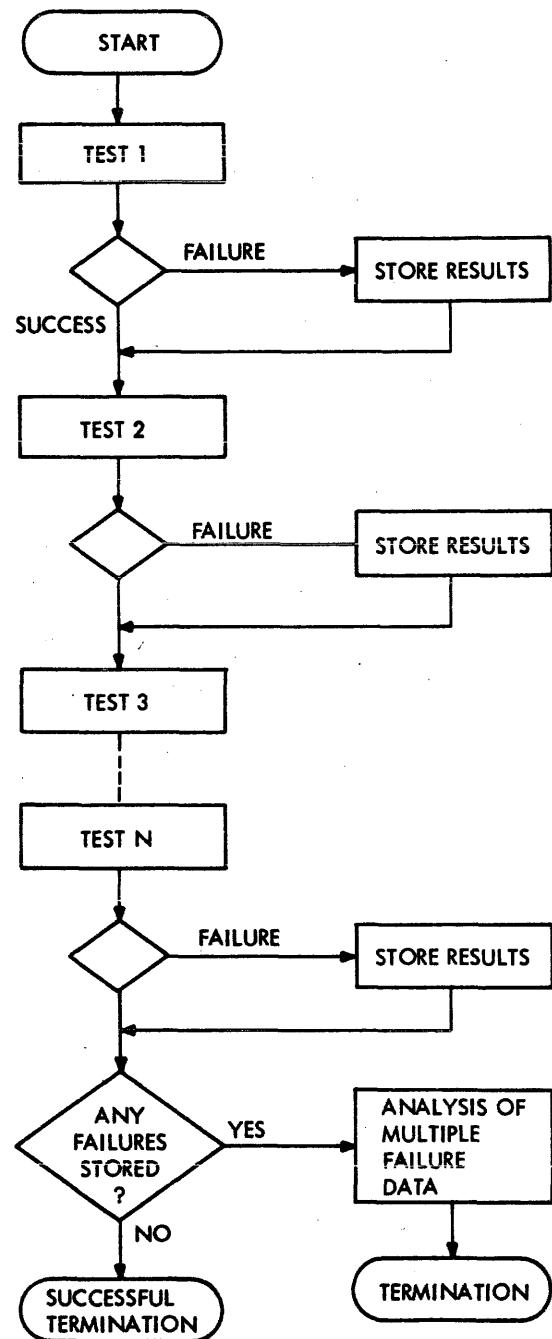 START
TEST 1
FAILURE
STORE RESULTS
SUCCESS
TEST 2
FAILURE
STORE RESULTS
TEST 3
TEST N
FAILURE
STORE RESULTS
ANY
FAILURES
STORED
?
YES
ANALYSIS OF
MULTIPLE
FAILURE
DATA
NO
SUCCESSFUL
TERMINATION
TERMINATION